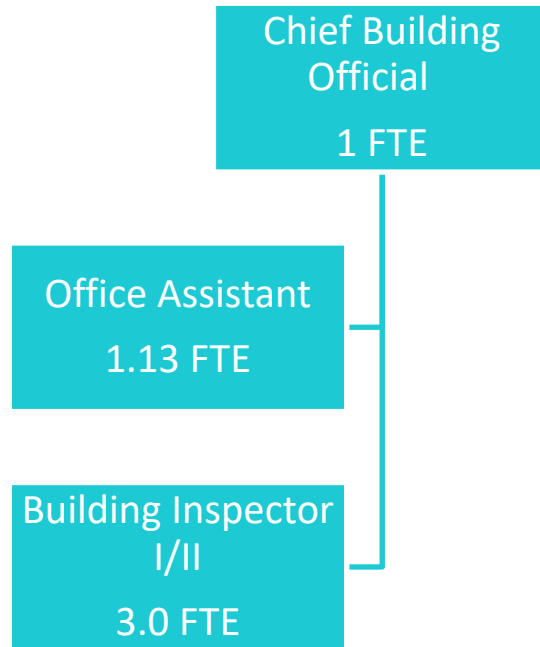 Chief Building
Official
1 FTE
Office Assistant
1.13 FTE
Building Inspector
I/II
3.0 FTE